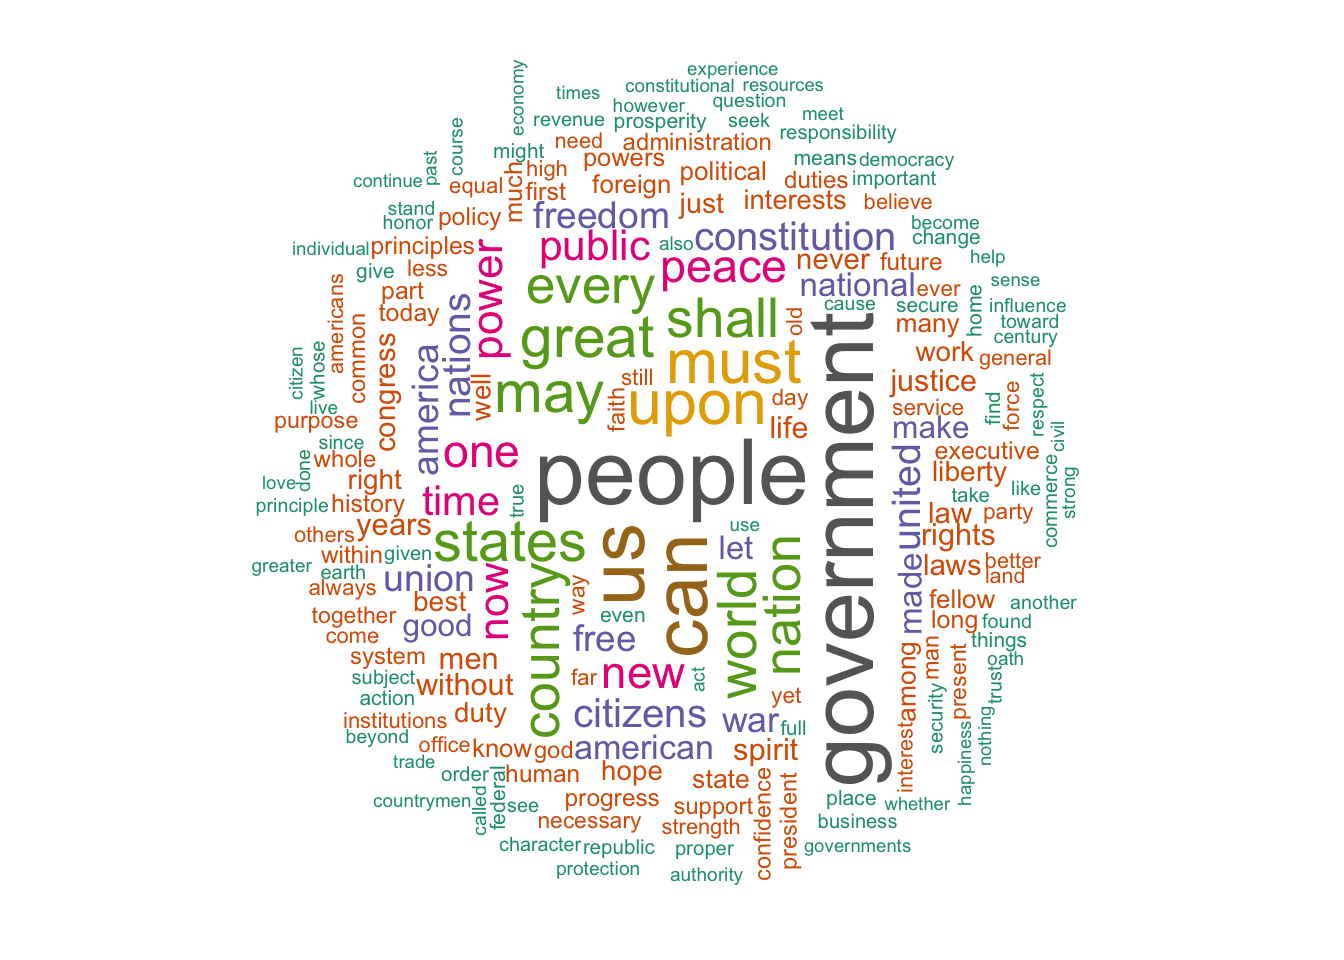 experience
constitutional
resources
times
however
question
economy
revenue
prosperity
seek
meet
responsibility
need
administration
might
course
past
continue
high
powers
political
means
democracy
equal
much
first
foreign
just
interests
duties
important
believe
stand
honor
policy
freedom
public
also
constitution
become
change
individual
principles
power
peace
never
future
help
give
less
every
national
ever
sense
part
americans
today
nations
great
shall
old
cause
secure
home
influence
many
toward
century
citizen
whose
common
congress
america
well
may
still
must
government
work
general
live
faith
upon
day
justice
purpose
life
service
find
force
respect
since
make
civil
whole
one
people
united
executive
love
done
right
liberty
principle
history
time
true
take
like
commerce
strong
others
years
states
us
can
use
law
party
rights
within
given
let
greater
earth
world
nation
made
laws
better
land
always
union
now
country
way
best
even
fellow
another
together
good
free
long
found
come
things
system
men
far
new
act
among
man
present
oath
subject
without
yet
trust
action
institutions
duty
citizens
war
full
interest
security
nothing
beyond
office
know
god
american
spirit
trade
order
human
hope
state
happiness
countrymen
called
federal
see
progress
support
confidence
president
place
whether
necessary
strength
business
character
republic
proper
governments
protection
authority